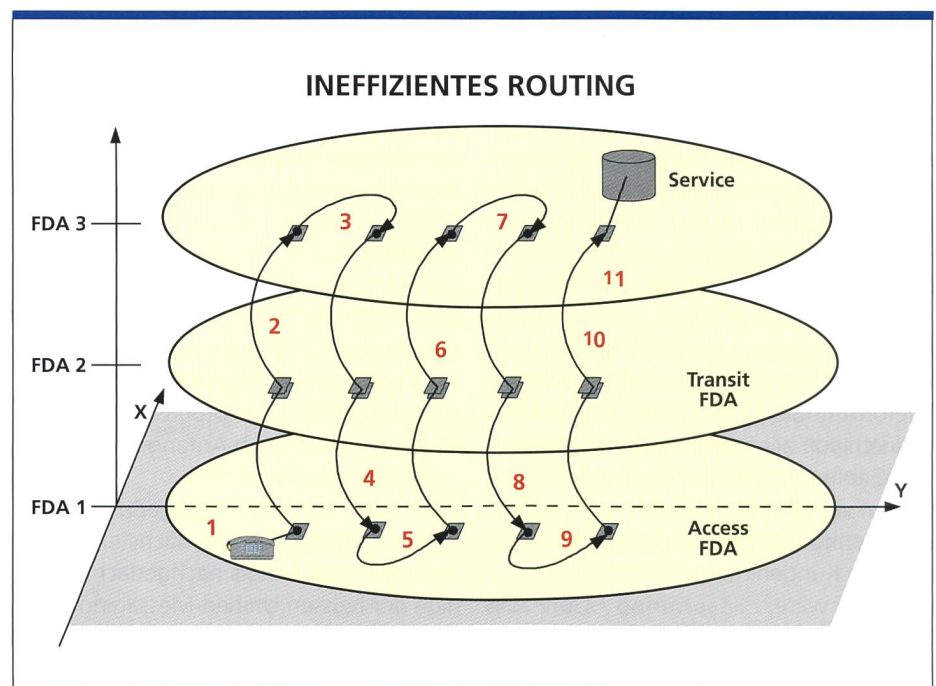 INEFFIZIENTES ROUTING
Service
FDA 3
3
7
11
2
6
10
FDA 2
Transit
FDA
X
4
8
Y
FDA 1
1
5
9
Access
FDA